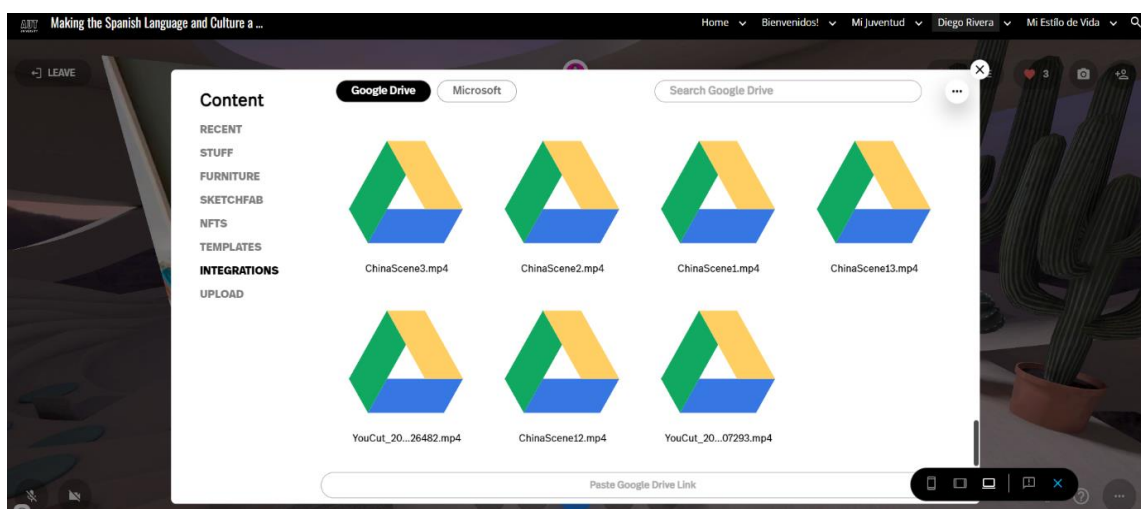 AUT Making the Spanish Language and Culture a ... Home Bienvenidos! Mi Juventud Diego Rivera Mi Estilo de Vida
LEAVE
3
Content
Google Drive Microsoft Search Google Drive
RECENT
STUFF
FURNITURE
SKETCHFAB
NFTS
TEMPLATES
INTEGRATIONS
UPLOAD
ChinaScene3.mp4 ChinaScene2.mp4 ChinaScene1.mp4 ChinaScene13.mp4
YouCut_20...26482.mp4 ChinaScene12.mp4 YouCut_20...07293.mp4
Paste Google Drive Link